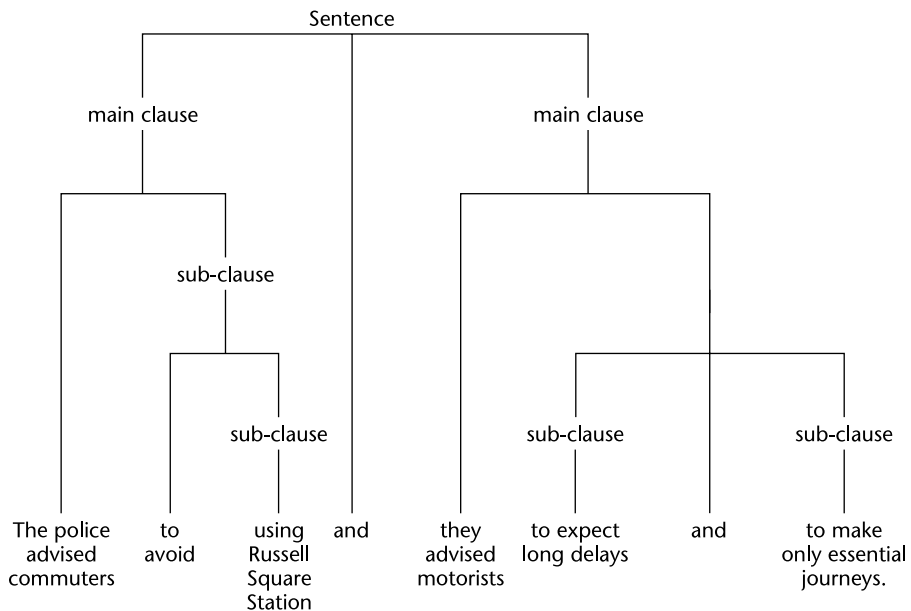 Sentence
main clause main clause
sub-clause
sub-clause sub-clause sub-clause
The police
advised
commuters
to
avoid
using
Russell
Square
Station
and
they
advised
motorists
to expect
long delays
and
to make
only essential
journeys.